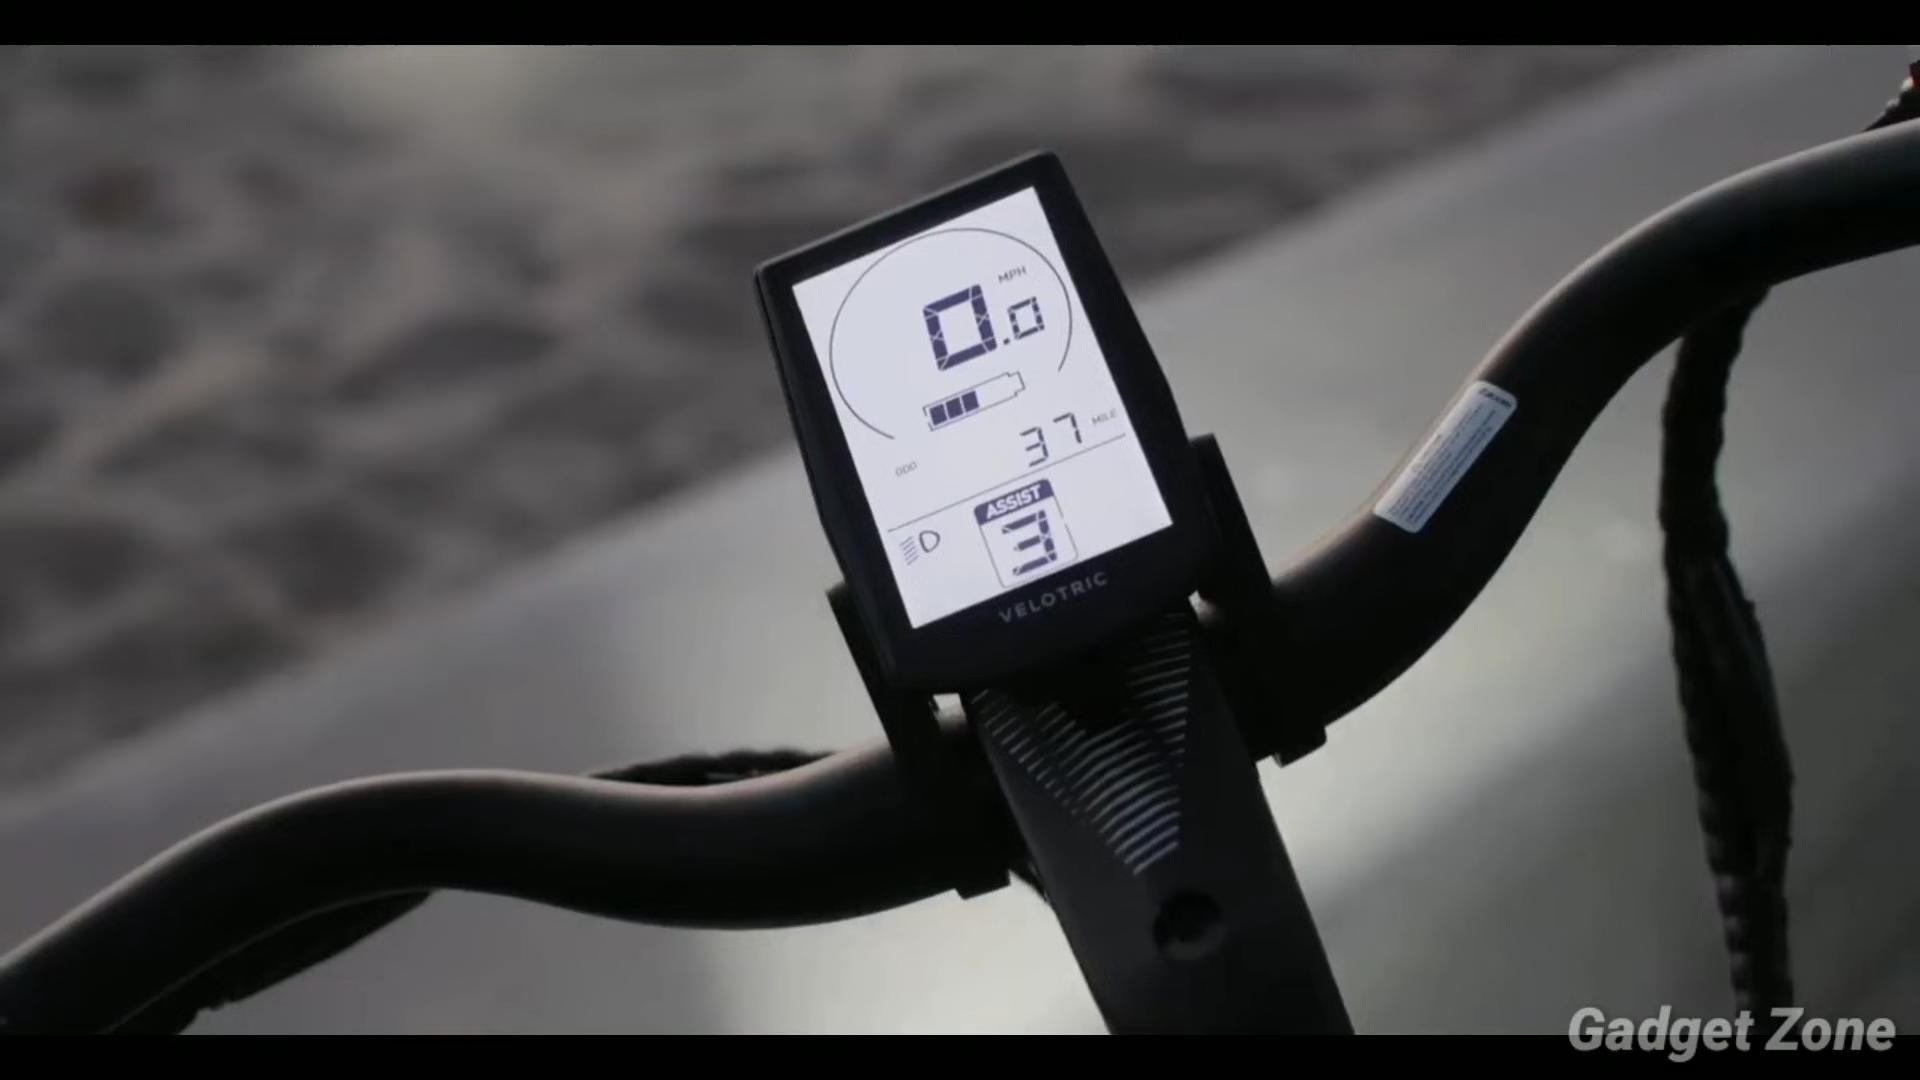 MPH
0.0
37 MILE
ODO
ASSIST
3
VELOTRIC
Gadget Zone